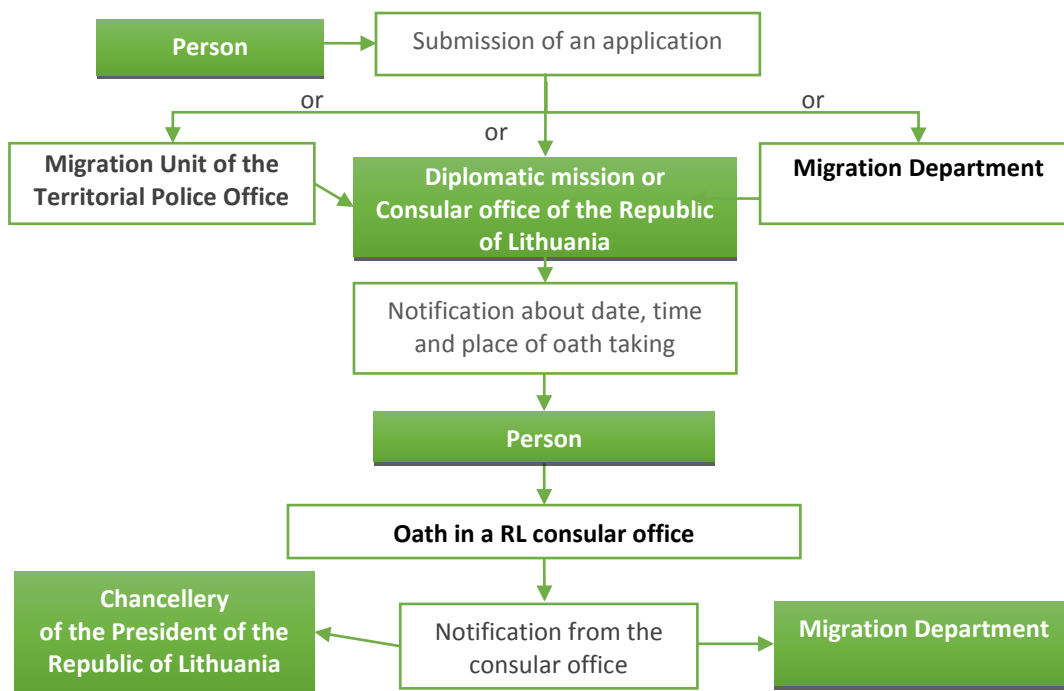 Person
Submission of an application
or
or
or
Migration Unit of the
Territorial Police Office
Diplomatic mission or
Consular office of the Republic
of Lithuania
Migration Department
Notification about date, time
and place of oath taking
Person
Oath in a RL consular office
Chancellery
of the President of the
Republic of Lithuania
Notification from the
consular office
Migration Department